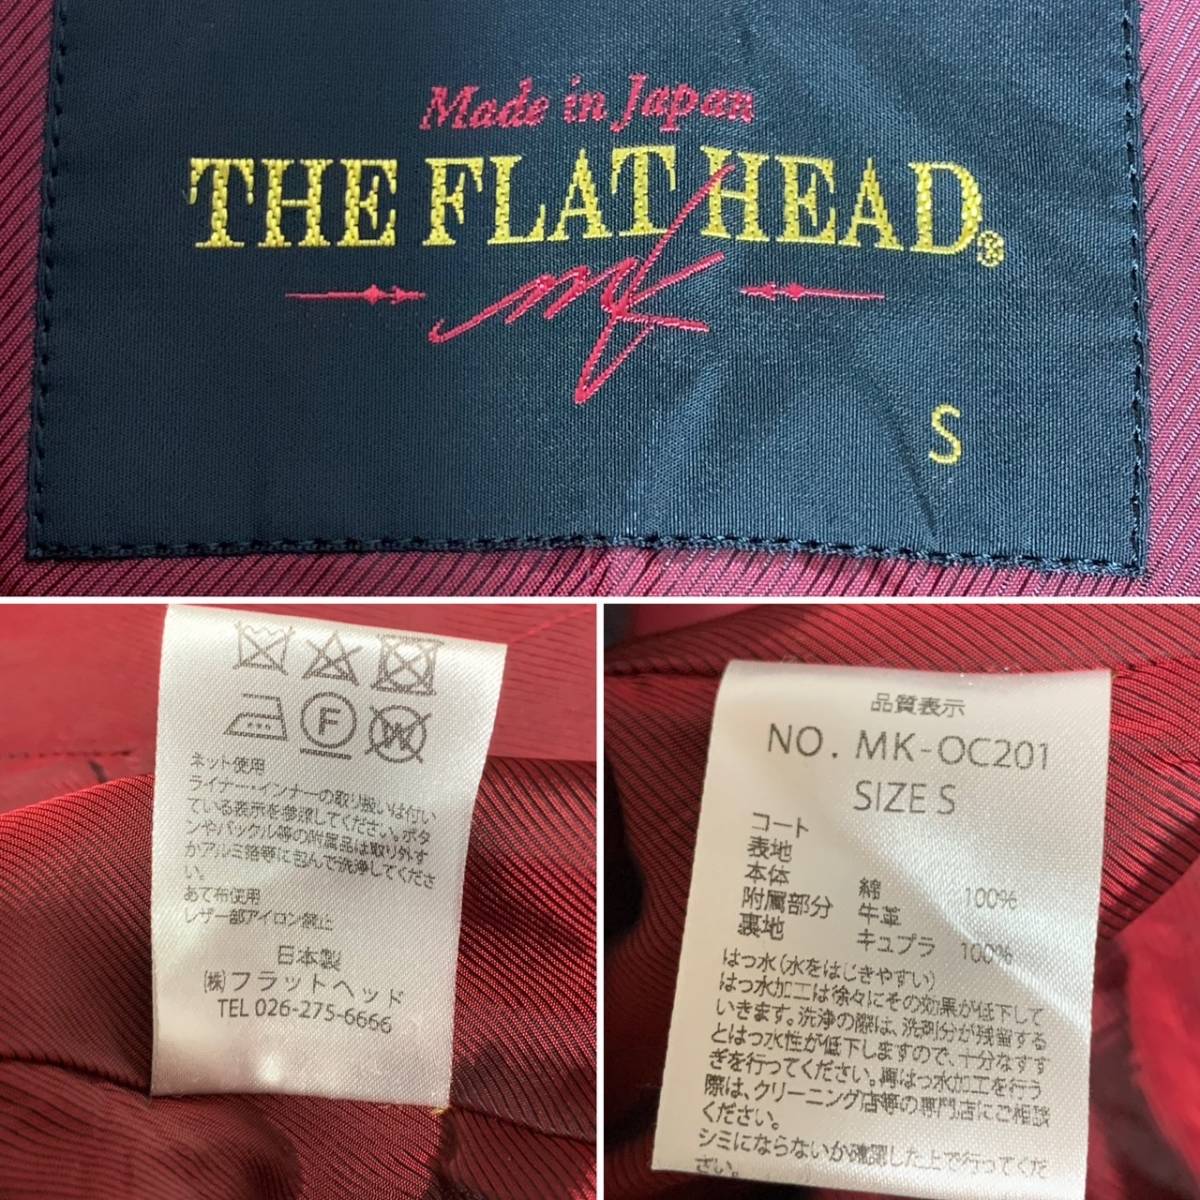 Made in Japan
THE FLAT HEAD®
mk
S
F
W
ネット使用
ライナー・インナーの取り扱いは付い
ている表示を参照してください。ボタ
ンやバックル等の附属品は取り外すか
かアルミ箔等に包んで洗浄してくださ
い。
あて布使用
レザー部アイロン禁止
日本製
(株)フラットヘッド
TEL 026-275-6666
品質表示
NO. MK-OC201
SIZE S
コート
表地
本体 綿 100%
附属部分 牛革
裏地 キュプラ 100%
はっ水(水をはじきやすい)
はっ水加工は徐々にその効果が低下して
いきます。洗浄の際は、洗剤分が残留する
とはっ水性が低下しますので、十分なすす
ぎを行ってください。再はっ水加工を行う
際は、クリーニング店等の専門店にご相談
ください。
シミにならないか確認した上で行ってくだ
さい。